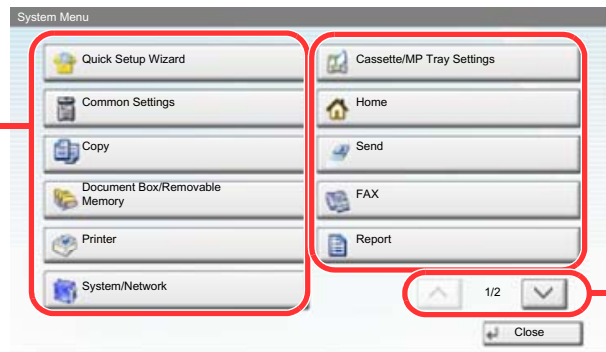 System Menu
Quick Setup Wizard
Cassette/MP Tray Settings
Common Settings
Home
Copy
Send
Document Box/Removable
Memory
FAX
Printer
Report
System/Network
1/2
Close